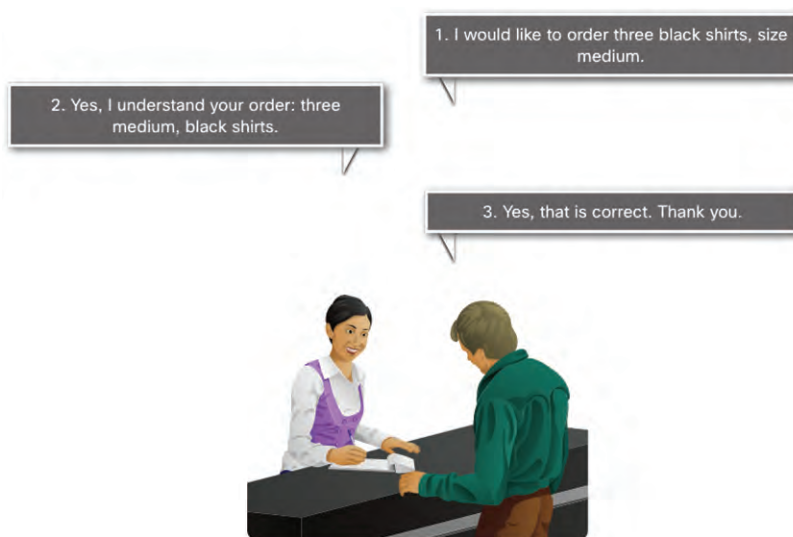 1. I would like to order three black shirts, size
medium.
2. Yes, I understand your order: three
medium, black shirts.
3. Yes, that is correct. Thank you.